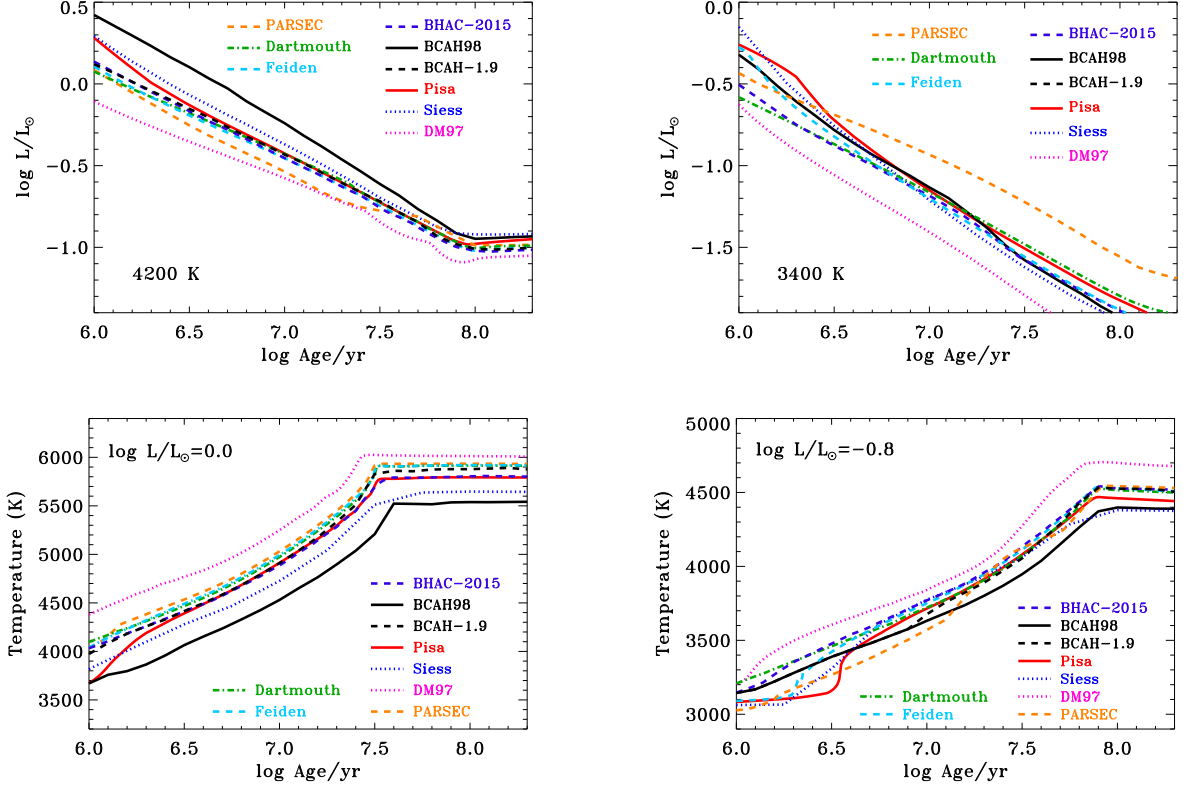 0.5
0.0
−0.5
−1.0
log L/L☉
PARSEC
Dartmouth
Feiden
BHAC−2015
BCAH98
BCAH−1.9
Pisa
Siess
DM97
4200 K
6.0 6.5 7.0 7.5 8.0
log Age/yr
0.0
−0.5
−1.0
−1.5
log L/L☉
PARSEC
Dartmouth
Feiden
BHAC−2015
BCAH98
BCAH−1.9
Pisa
Siess
DM97
3400 K
6.0 6.5 7.0 7.5 8.0
log Age/yr
6000
5500
5000
4500
4000
3500
Temperature (K)
log L/L☉=0.0
BHAC−2015
BCAH98
BCAH−1.9
Pisa
Siess
Dartmouth DM97
Feiden PARSEC
6.0 6.5 7.0 7.5 8.0
log Age/yr
5000
4500
4000
3500
3000
Temperature (K)
log L/L☉=−0.8
BHAC−2015
BCAH98
BCAH−1.9
Pisa
Siess
Dartmouth DM97
Feiden PARSEC
6.0 6.5 7.0 7.5 8.0
log Age/yr